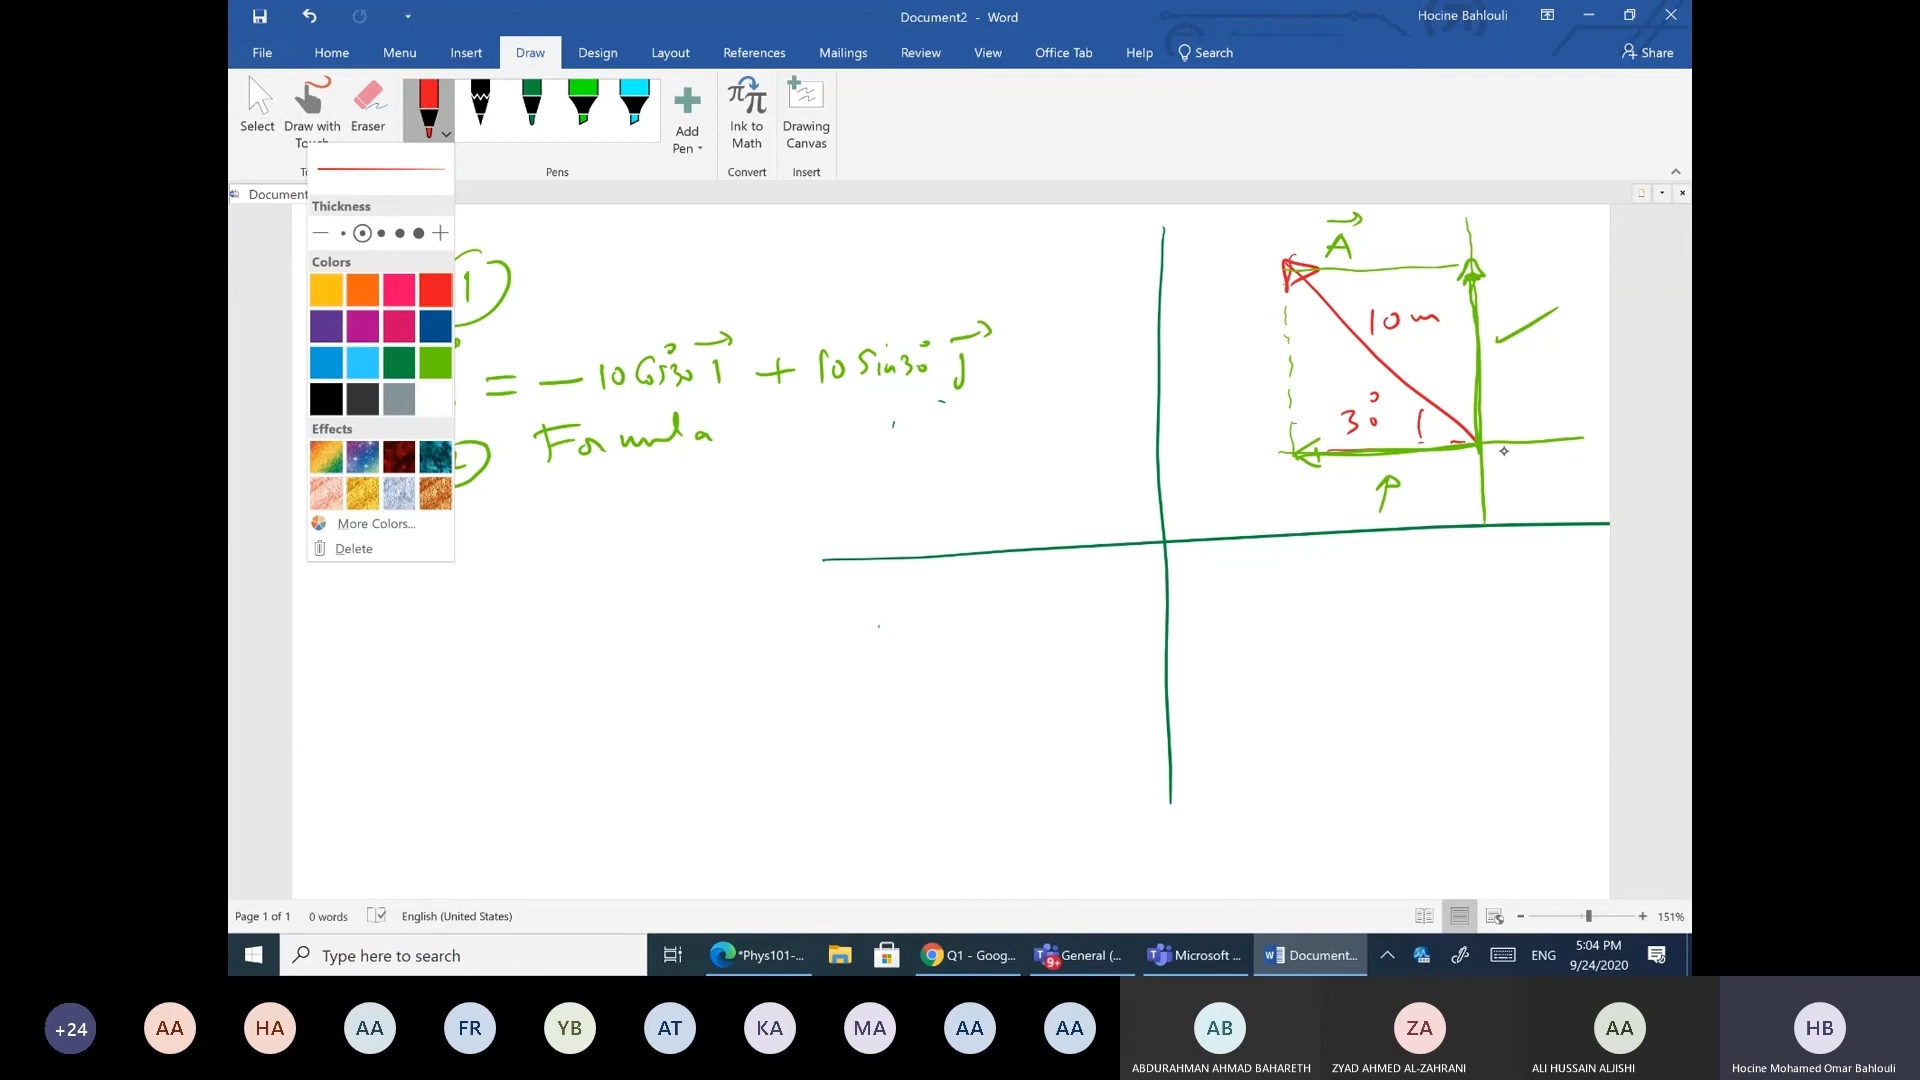 Document2 - Word
Hocine Bahlouli
File Home Menu Insert Draw Design Layout References Mailings Review View Office Tab Help Search Share
Select
Draw with Touch
Eraser
Add Pen
Ink to Math
Drawing Canvas
Pens
Convert
Insert
Document
Thickness
Colors
Effects
More Colors...
Delete
1
= - 10 Cos30° i + 10 Sin30° j
Formula
A
10 m
30°
Page 1 of 1 0 words English (United States) 151%
Type here to search
*Phys101-...
Q1 - Goog...
9+
General (...
Microsoft ...
Document...
ENG
5:04 PM
9/24/2020
+24 AA HA AA FR YB AT KA MA AA AA AB ZA AA HB
ABDURAHMAN AHMAD BAHARETH
ZYAD AHMED AL-ZAHRANI
ALI HUSSAIN ALJISHI
Hocine Mohamed Omar Bahlouli